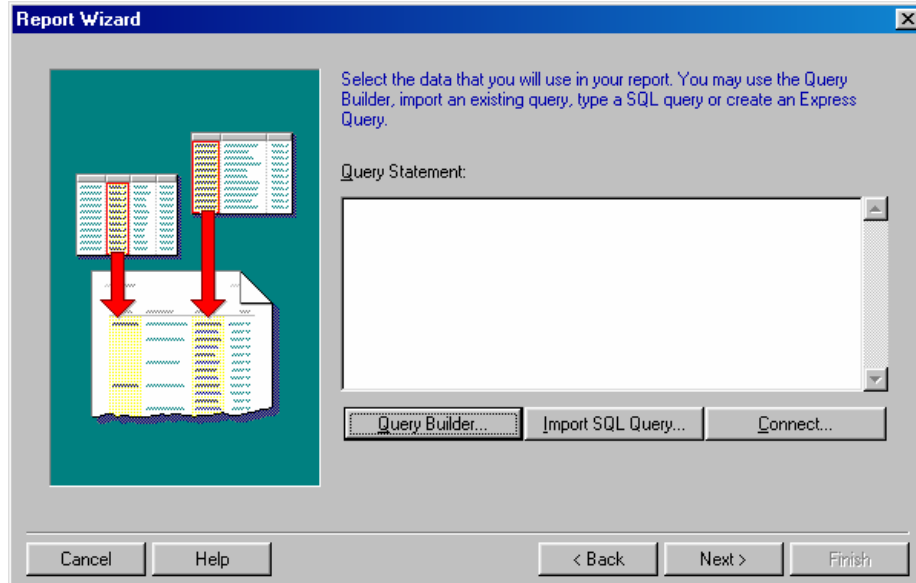 Report Wizard
Select the data that you will use in your report. You may use the Query
Builder, import an existing query, type a SQL query or create an Express
Query.
Query Statement:
Query Builder... Import SQL Query... Connect...
Cancel Help < Back Next > Finish